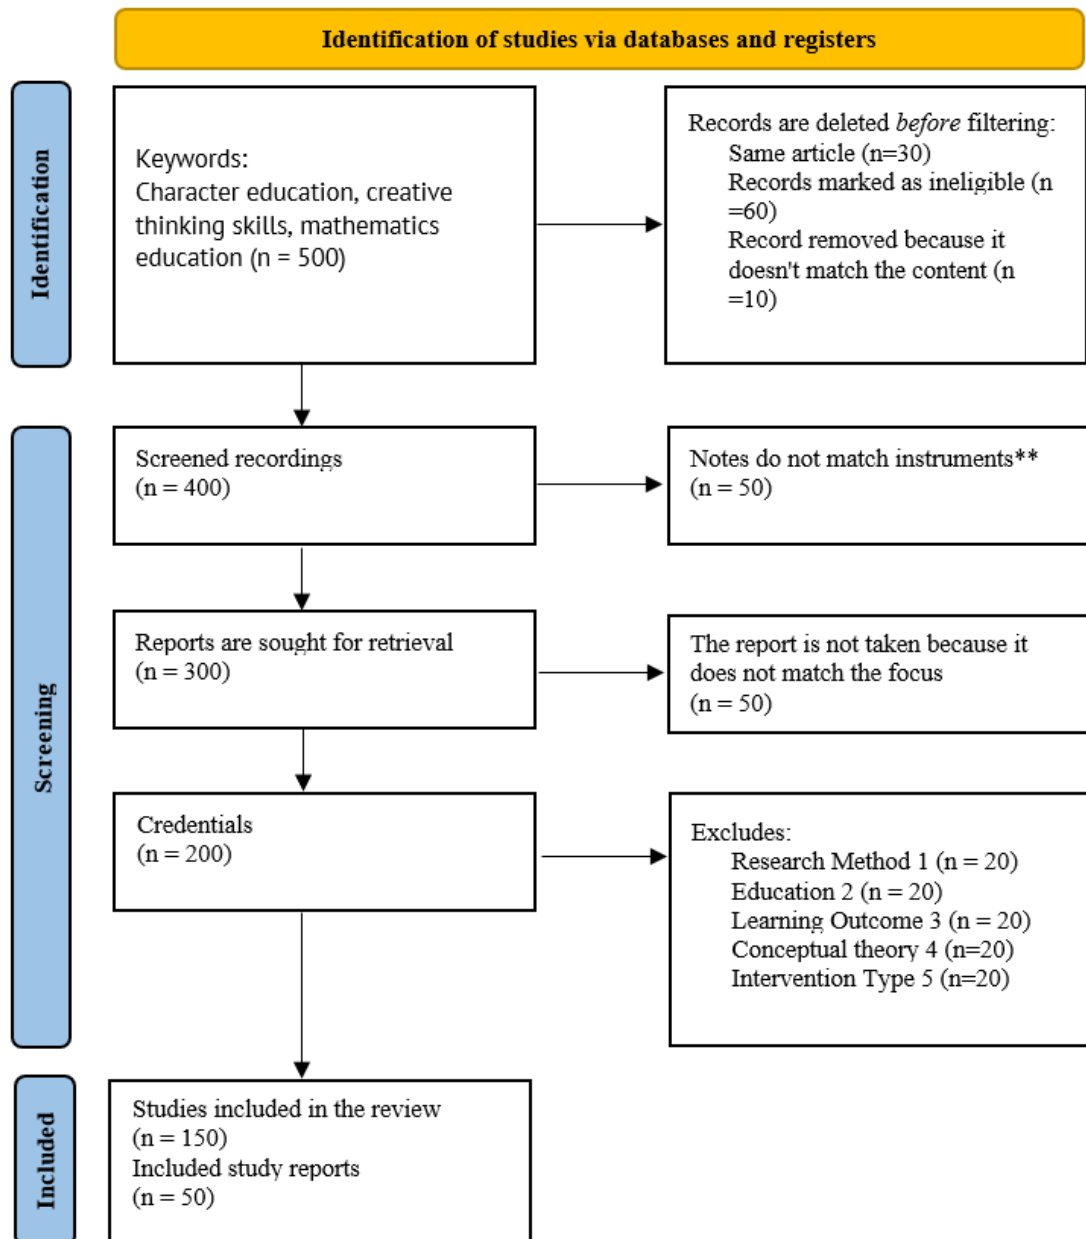 Identification of studies via databases and registers
Identification
Keywords:
Character education, creative
thinking skills, mathematics
education (n = 500)
Records are deleted before filtering:
Same article (n=30)
Records marked as ineligible (n
=60)
Record removed because it
doesn't match the content (n
=10)
Screening
Screened recordings
(n = 400)
Notes do not match instruments**
(n = 50)
Reports are sought for retrieval
(n = 300)
The report is not taken because it
does not match the focus
(n = 50)
Credentials
(n = 200)
Excludes:
Research Method 1 (n = 20)
Education 2 (n = 20)
Learning Outcome 3 (n = 20)
Conceptual theory 4 (n=20)
Intervention Type 5 (n=20)
Included
Studies included in the review
(n = 150)
Included study reports
(n = 50)